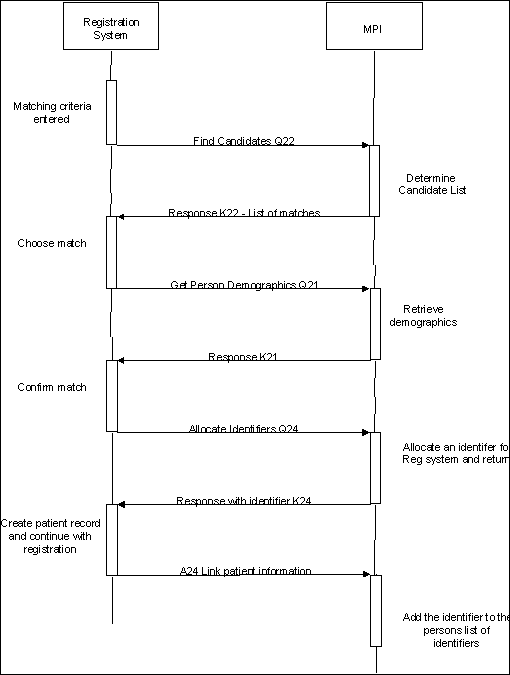 Registration
System
MPI
Matching criteria
entered
Find Candidates Q22
Determine
Candidate List
Response K22 - List of matches
Choose match
Get Person Demographics Q21
Retrieve
demographics
Response K21
Confirm match
Allocate Identifiers Q24
Allocate an identifer fo
Reg system and return
Response with identifier K24
Create patient record
and continue with
registration
A24 Link patient information
Add the identifier to the
persons list of
identifiers